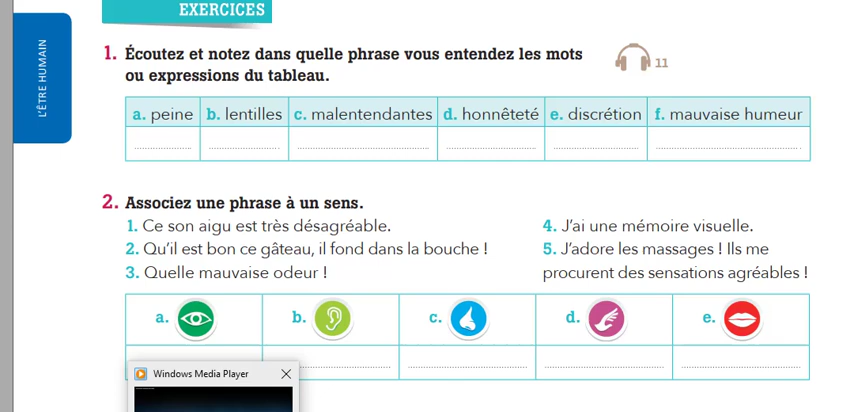 EXERCICES
L'ÊTRE HUMAIN
1. Écoutez et notez dans quelle phrase vous entendez les mots
ou expressions du tableau.
11
a. peine b. lentilles c. malentendantes d. honnêteté e. discrétion f. mauvaise humeur
2. Associez une phrase à un sens.
1. Ce son aigu est très désagréable.
2. Qu'il est bon ce gâteau, il fond dans la bouche !
3. Quelle mauvaise odeur !
4. J'ai une mémoire visuelle.
5. J'adore les massages ! Ils me
procurent des sensations agréables !
a. b. c. d. e.
Windows Media Player